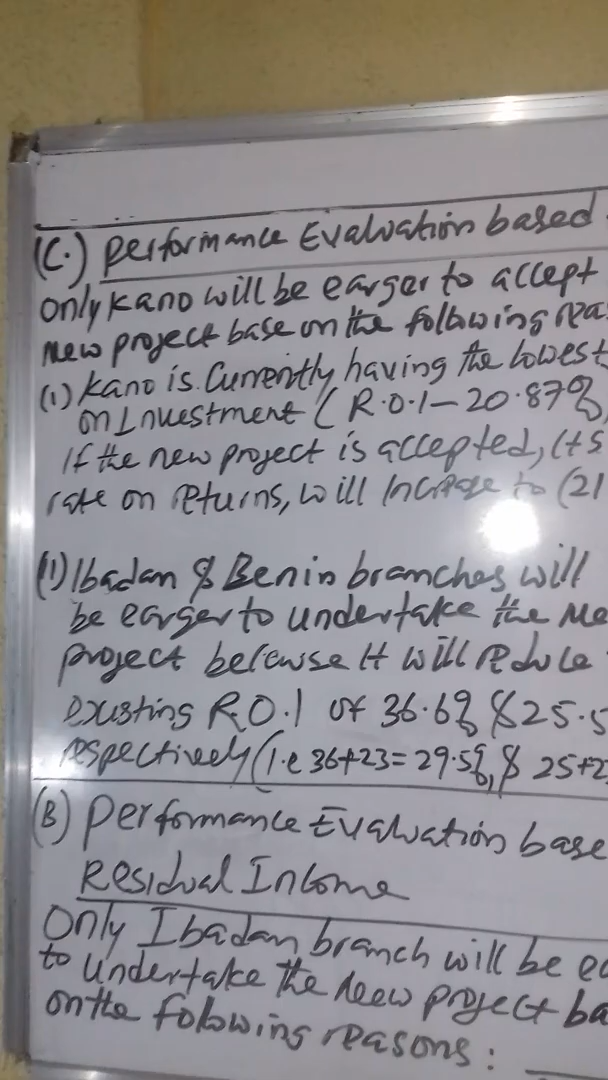 (C.) performance Evaluation based
only Kano will be earger to accept
New project base on the following rea
(1) Kano is Currently having the lowest
on Investment (R.O.I - 20.87%)
If the new project is accepted, its
rate on returns, will Increase to (21
(1) Ibadan & Benin branches will
be earger to undertake the Ne
project becawse It will reduce
Existing R.O.I of 36.6% & 25.5
respectively (I.e 36+23=29.5%, & 25+2
(B) performance Evaluation base
Residual Income
Only Ibadan branch will be ea
to undertake the New project ba
on the following reasons: